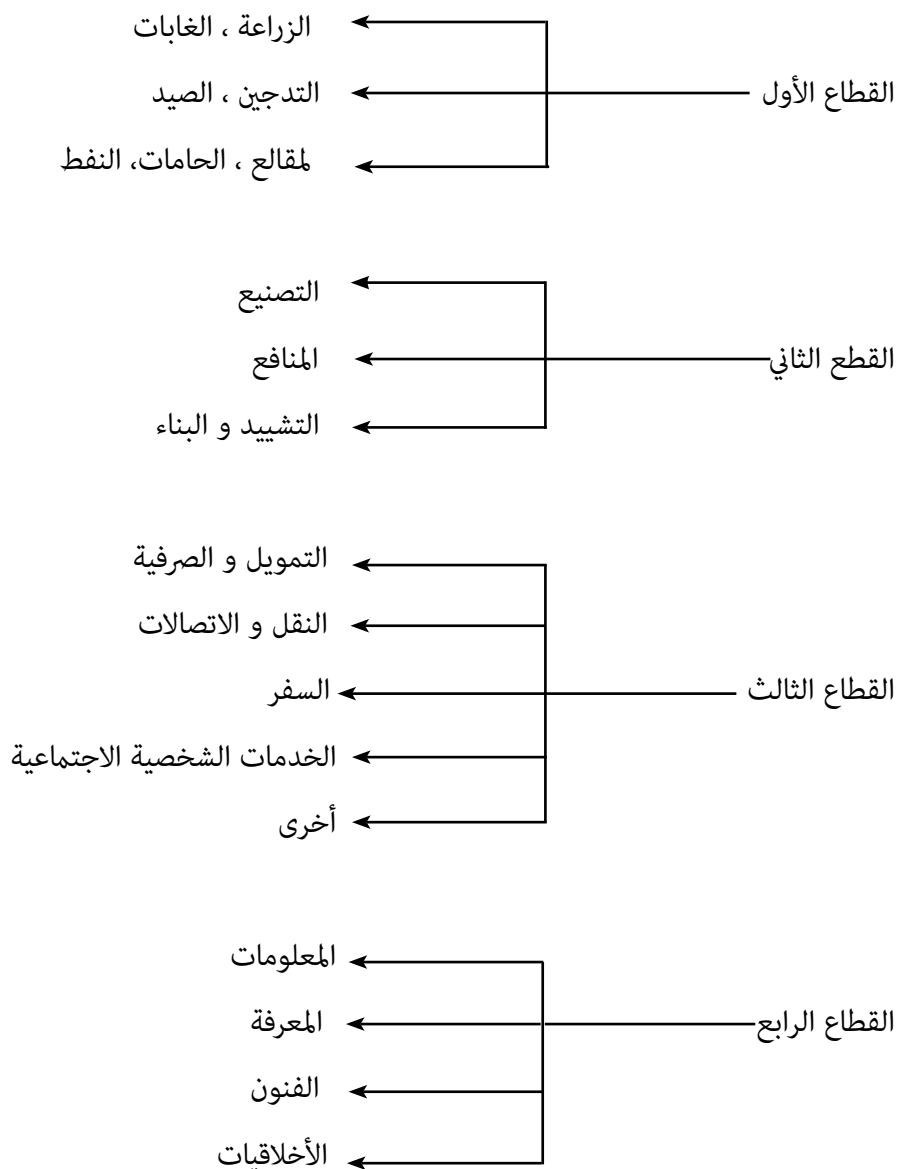 القطاع الأول
الزراعة ، الغابات
التدجين ، الصيد
لمقالع ، الحامات، النفط
القطع الثاني
التصنيع
المنافع
التشييد و البناء
القطاع الثالث
التمويل و الصرفية
النقل و الاتصالات
السفر
الخدمات الشخصية الاجتماعية
أخرى
القطاع الرابع
المعلومات
المعرفة
الفنون
الأخلاقيات